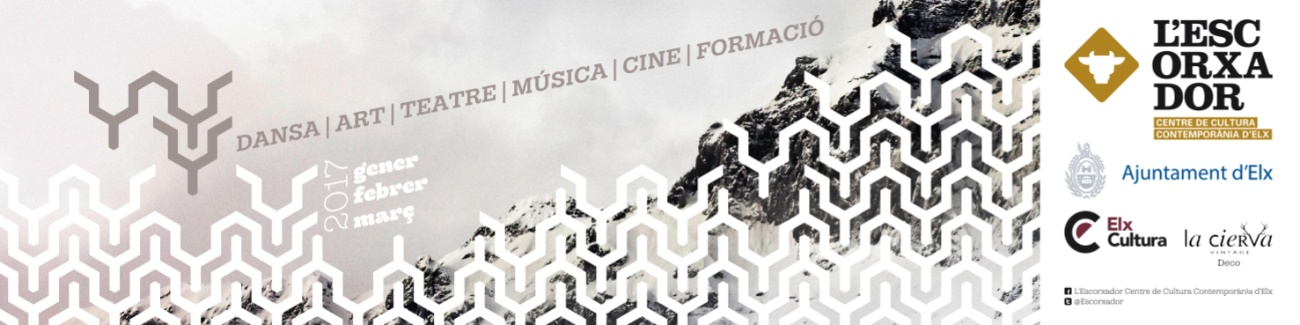 DANSA | ART | TEATRE | MÚSICA | CINE | FORMACIÓ
2017
gener
febrer
març
L'ESC
ORXA
DOR
CENTRE DE CULTURA
CONTEMPORÀNIA D'ELX
Ajuntament d'Elx
Elx
Cultura
la cierva
VINTAGE
Deco
L'Escorxador Centre de Cultura Contemporània d'Elx
@Escorxador